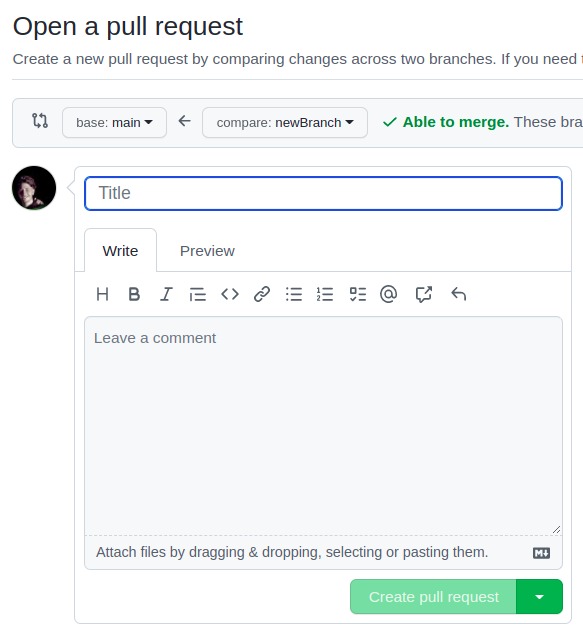 Open a pull request
Create a new pull request by comparing changes across two branches. If you need
base: main compare: newBranch Able to merge. These bra
Title
Write Preview
H B I @
Leave a comment
Attach files by dragging & dropping, selecting or pasting them.
Create pull request